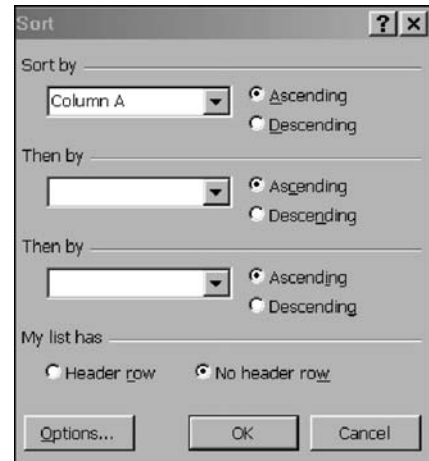 Sort
Sort by
Column A
Ascending
Descending
Then by
Ascending
Descending
Then by
Ascending
Descending
My list has
Header row
No header row
Options...
OK
Cancel